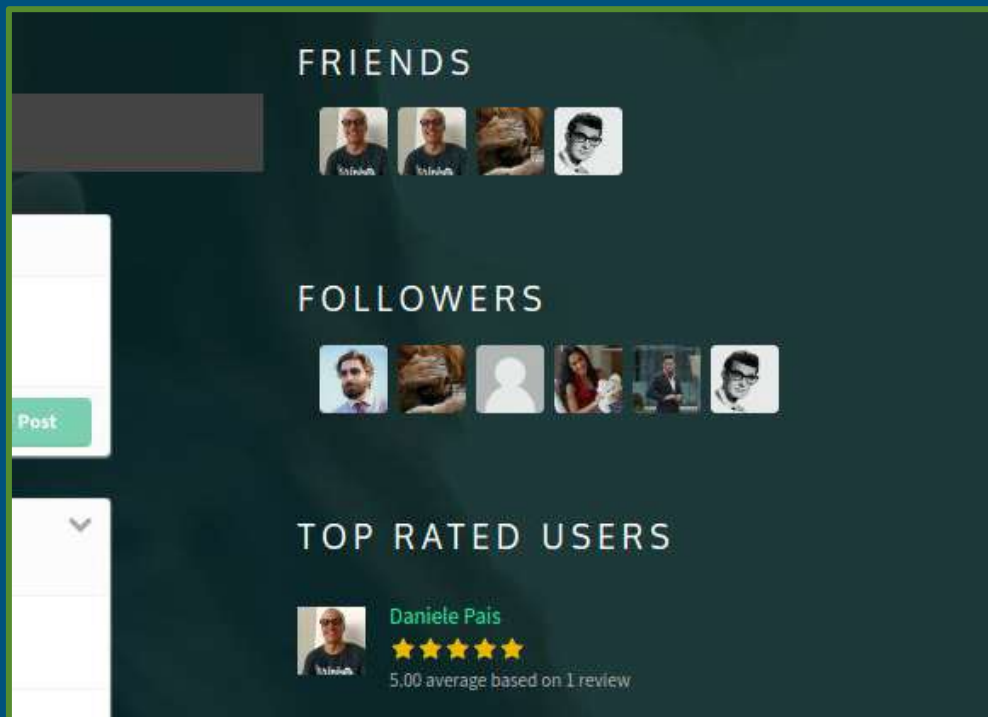 FRIENDS
FOLLOWERS
Post
TOP RATED USERS
Daniele Pais
5.00 average based on 1 review